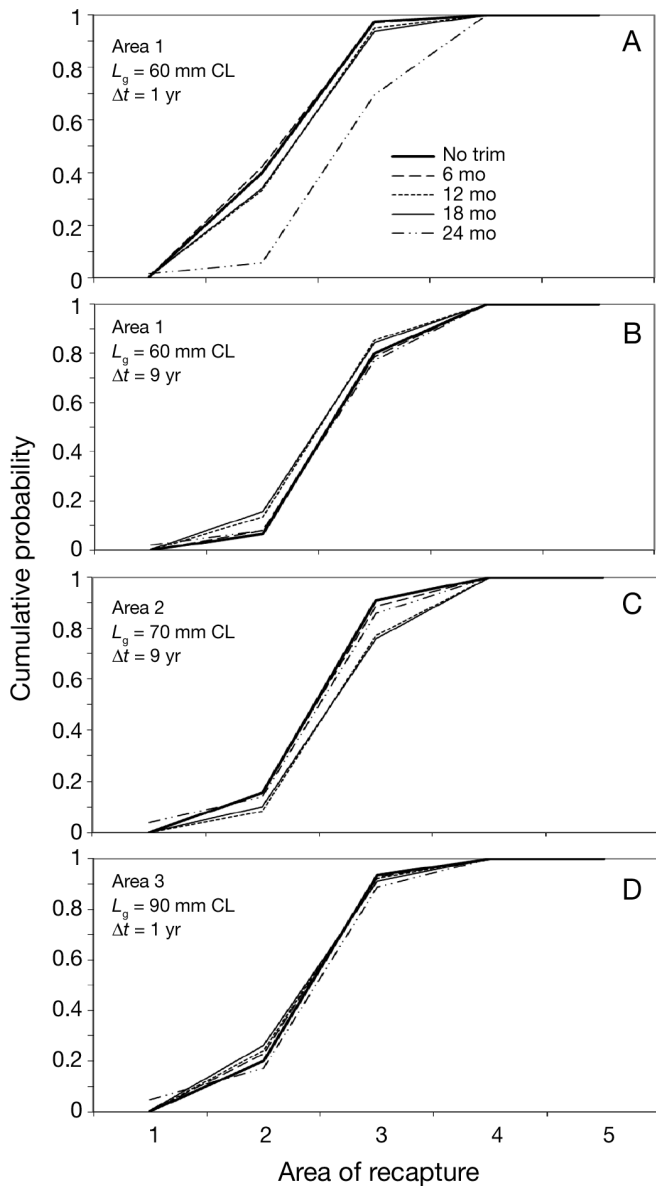 Cumulative probability
1
0.8
0.6
0.4
0.2
0
Area 1
Lg = 60 mm CL
Δt = 1 yr
A
No trim
6 mo
12 mo
18 mo
24 mo
1
0.8
0.6
0.4
0.2
0
Area 1
Lg = 60 mm CL
Δt = 9 yr
B
1
0.8
0.6
0.4
0.2
0
Area 2
Lg = 70 mm CL
Δt = 9 yr
C
1
0.8
0.6
0.4
0.2
0
Area 3
Lg = 90 mm CL
Δt = 1 yr
D
1 2 3 4 5
Area of recapture